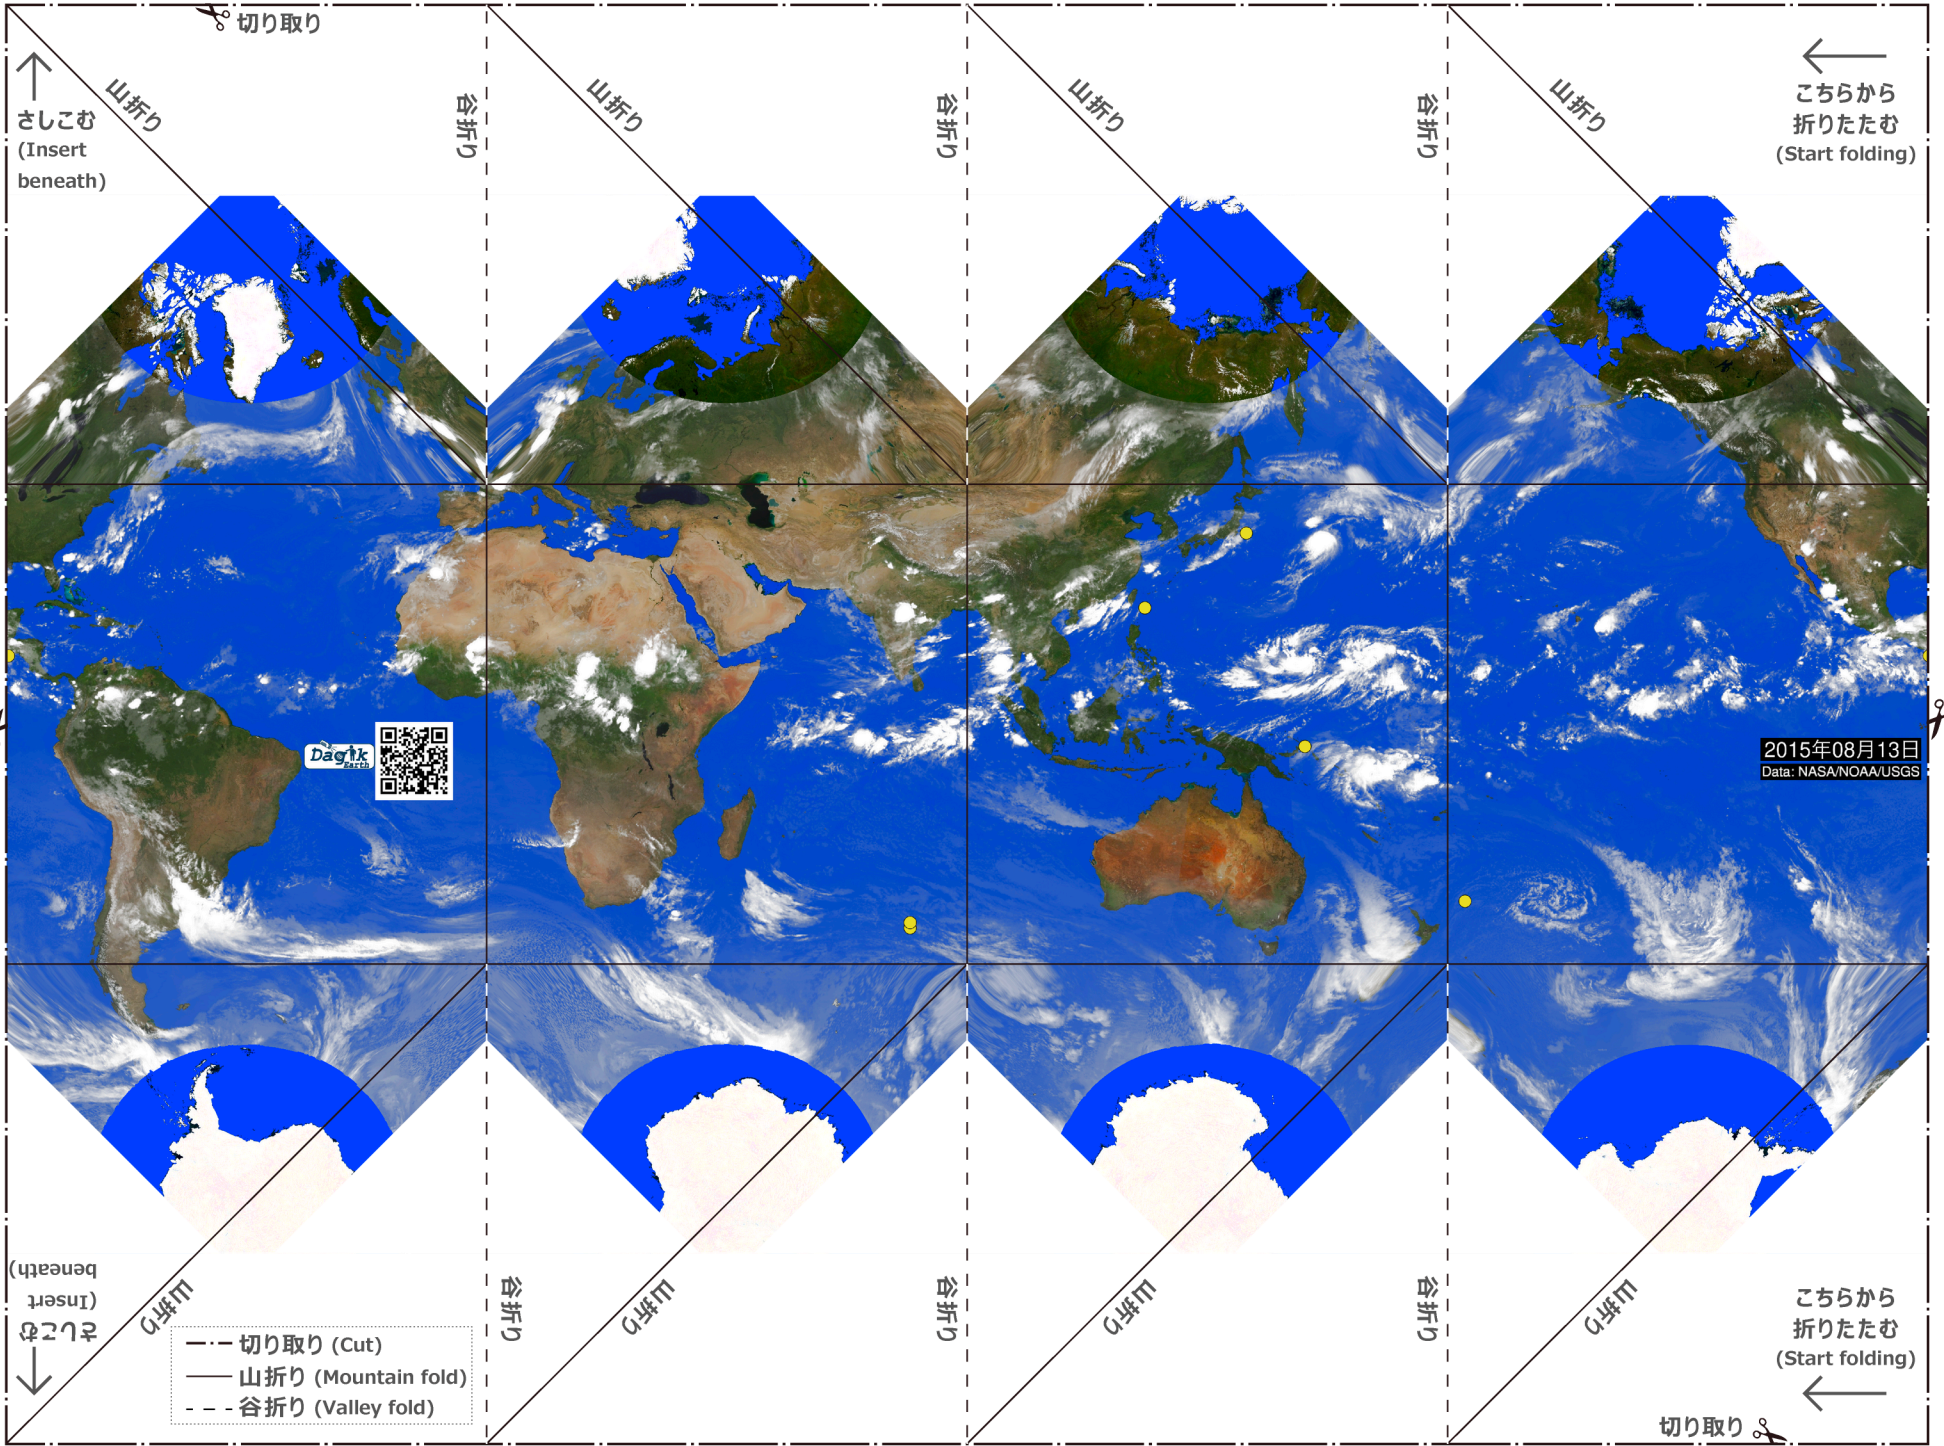 切り取り
さしこむ
(Insert
beneath)
山折り
谷折り
山折り
谷折り
山折り
谷折り
山折り
こちらから
折りたたむ
(Start folding)
Dagik
Earth
2015年08月13日
Data: NASA/NOAA/USGS
さしこむ
(Insert
beneath)
山折り
谷折り
山折り
谷折り
山折り
谷折り
山折り
こちらから
折りたたむ
(Start folding)
切り取り (Cut)
山折り (Mountain fold)
谷折り (Valley fold)
切り取り